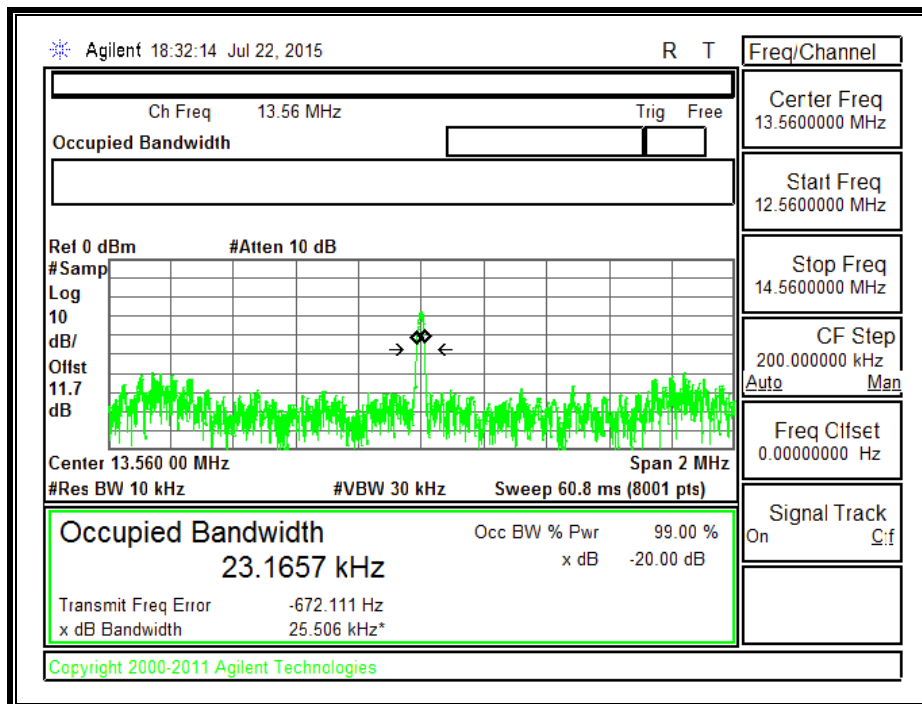 Agilent 18:32:14 Jul 22, 2015 R T
Ch Freq 13.56 MHz Trig Free
Occupied Bandwidth
Ref 0 dBm #Atten 10 dB
#Samp
Log
10
dB/
Offst
11.7
dB
Center 13.560 00 MHz Span 2 MHz
#Res BW 10 kHz #VBW 30 kHz Sweep 60.8 ms (8001 pts)
Occupied Bandwidth Occ BW % Pwr 99.00 %
23.1657 kHz x dB -20.00 dB
Transmit Freq Error -672.111 Hz
x dB Bandwidth 25.506 kHz*
Copyright 2000-2011 Agilent Technologies
Freq/Channel
Center Freq
13.5600000 MHz
Start Freq
12.5600000 MHz
Stop Freq
14.5600000 MHz
CF Step
200.000000 kHz
Auto Man
Freq Offset
0.00000000 Hz
Signal Track
On Off